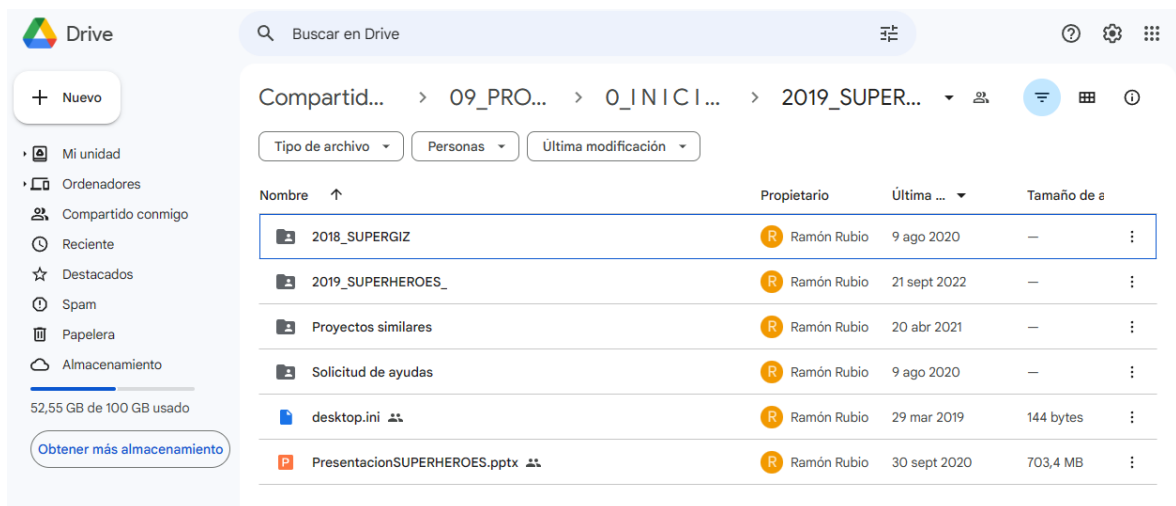 Drive
Buscar en Drive
Nuevo
Mi unidad
Ordenadores
Compartido conmigo
Reciente
Destacados
Spam
Papelera
Almacenamiento
52,55 GB de 100 GB usado
Obtener más almacenamiento
Compartid... > 09_PRO... > 0_I N I C I ... > 2019_SUPER...
Tipo de archivo Personas Última modificación
Nombre Propietario Última ... Tamaño de a
2018_SUPERGIZ R Ramón Rubio 9 ago 2020 —
2019_SUPERHEROES_ R Ramón Rubio 21 sept 2022 —
Proyectos similares R Ramón Rubio 20 abr 2021 —
Solicitud de ayudas R Ramón Rubio 9 ago 2020 —
desktop.ini R Ramón Rubio 29 mar 2019 144 bytes
P PresentacionSUPERHEROES.pptx R Ramón Rubio 30 sept 2020 703,4 MB